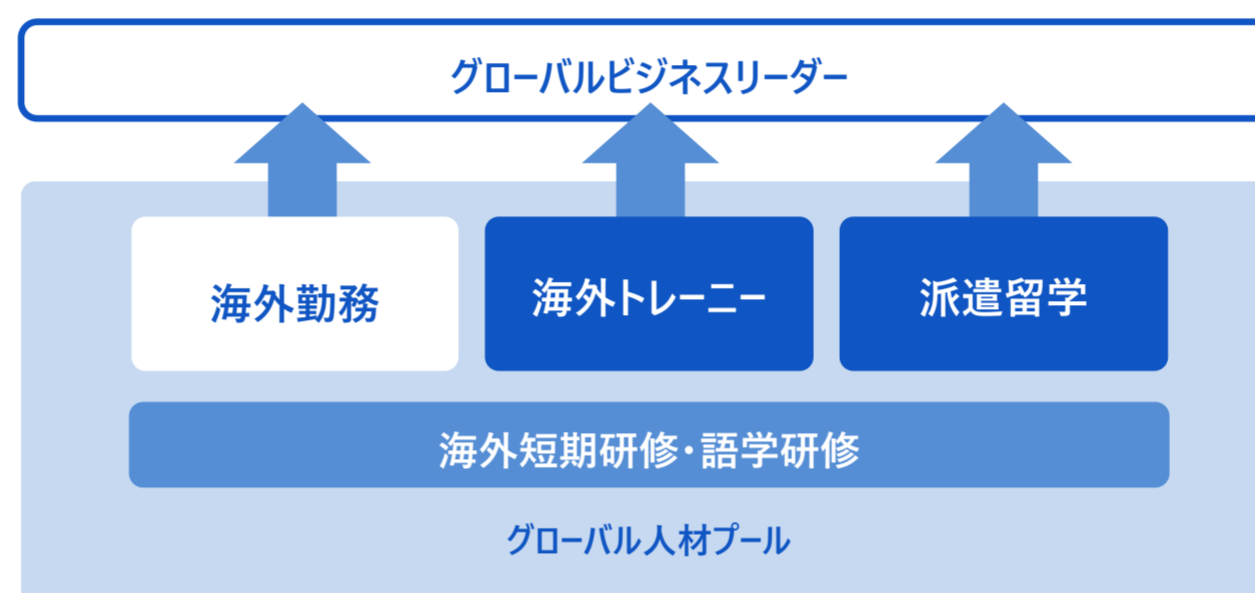 グローバルビジネスリーダー
海外勤務
海外トレーニー
派遣留学
海外短期研修・語学研修
グローバル人材プール